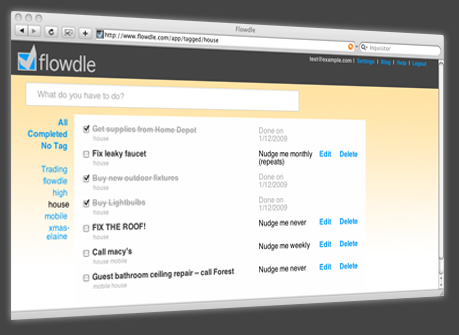 Flowdle
http://www.flowdle.com/app/tagged/house
Inquisitor
flowdle
test@example.com | Settings | Blog | Help | Logout
What do you have to do?
All
Completed
No Tag
Trading
flowdle
high
house
mobile
xmas-
elaine
Get supplies from Home Depot
house
Done on
1/12/2009
Fix leaky faucet
house
Nudge me monthly
(repeats)
Edit
Delete
Buy new outdoor fixtures
house
Done on
1/12/2009
Buy Lightbulbs
house
Done on
1/12/2009
FIX THE ROOF!
house
Nudge me never
Edit
Delete
Call macy's
house mobile
Nudge me weekly
Edit
Delete
Guest bathroom ceiling repair – call Forest
mobile house
Nudge me never
Edit
Delete